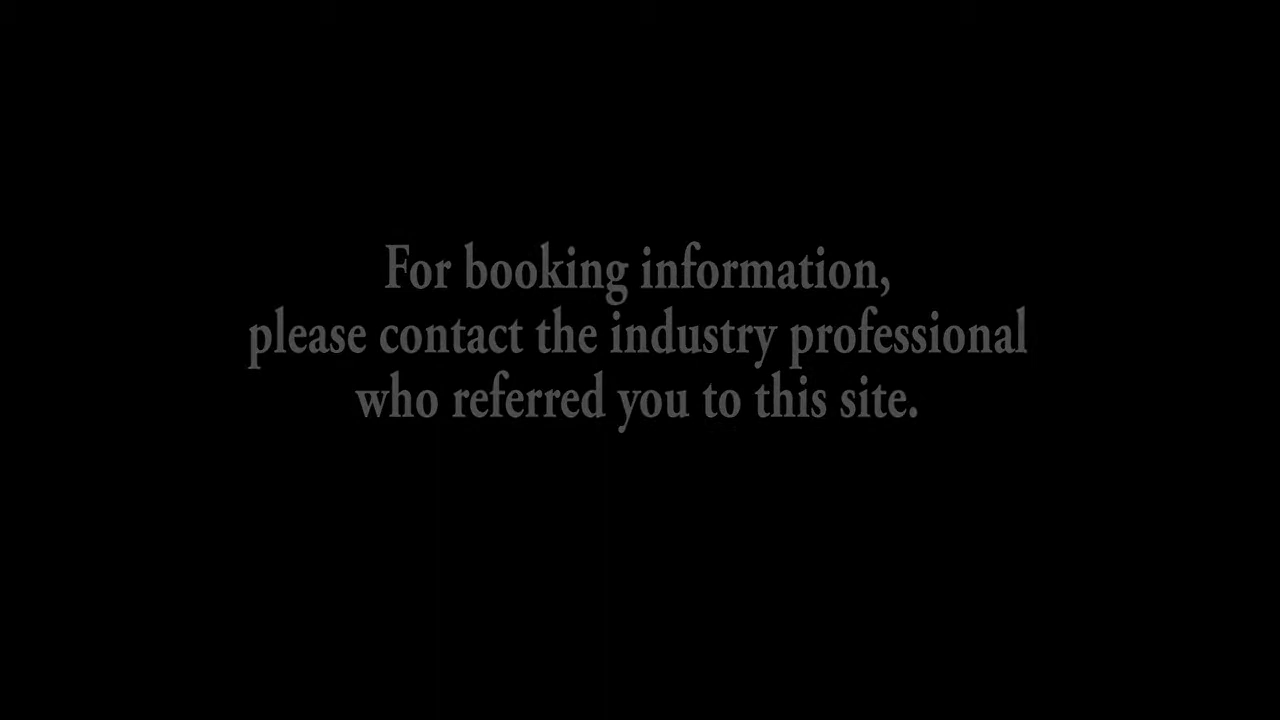 For booking information,
please contact the industry professional
who referred you to this site.